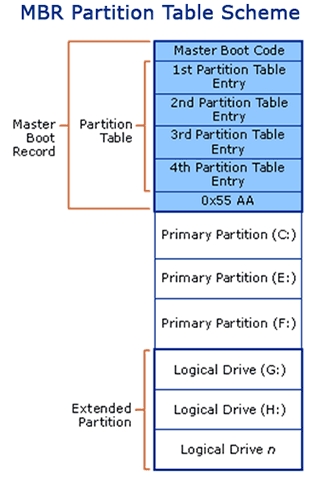 MBR Partition Table Scheme
Master Boot Code
1st Partition Table
Entry
2nd Partition Table
Entry
3rd Partition Table
Entry
4th Partition Table
Entry
0x55 AA
Master
Boot
Record
Partition
Table
Primary Partition (C:)
Primary Partition (E:)
Primary Partition (F:)
Extended
Partition
Logical Drive (G:)
Logical Drive (H:)
Logical Drive n